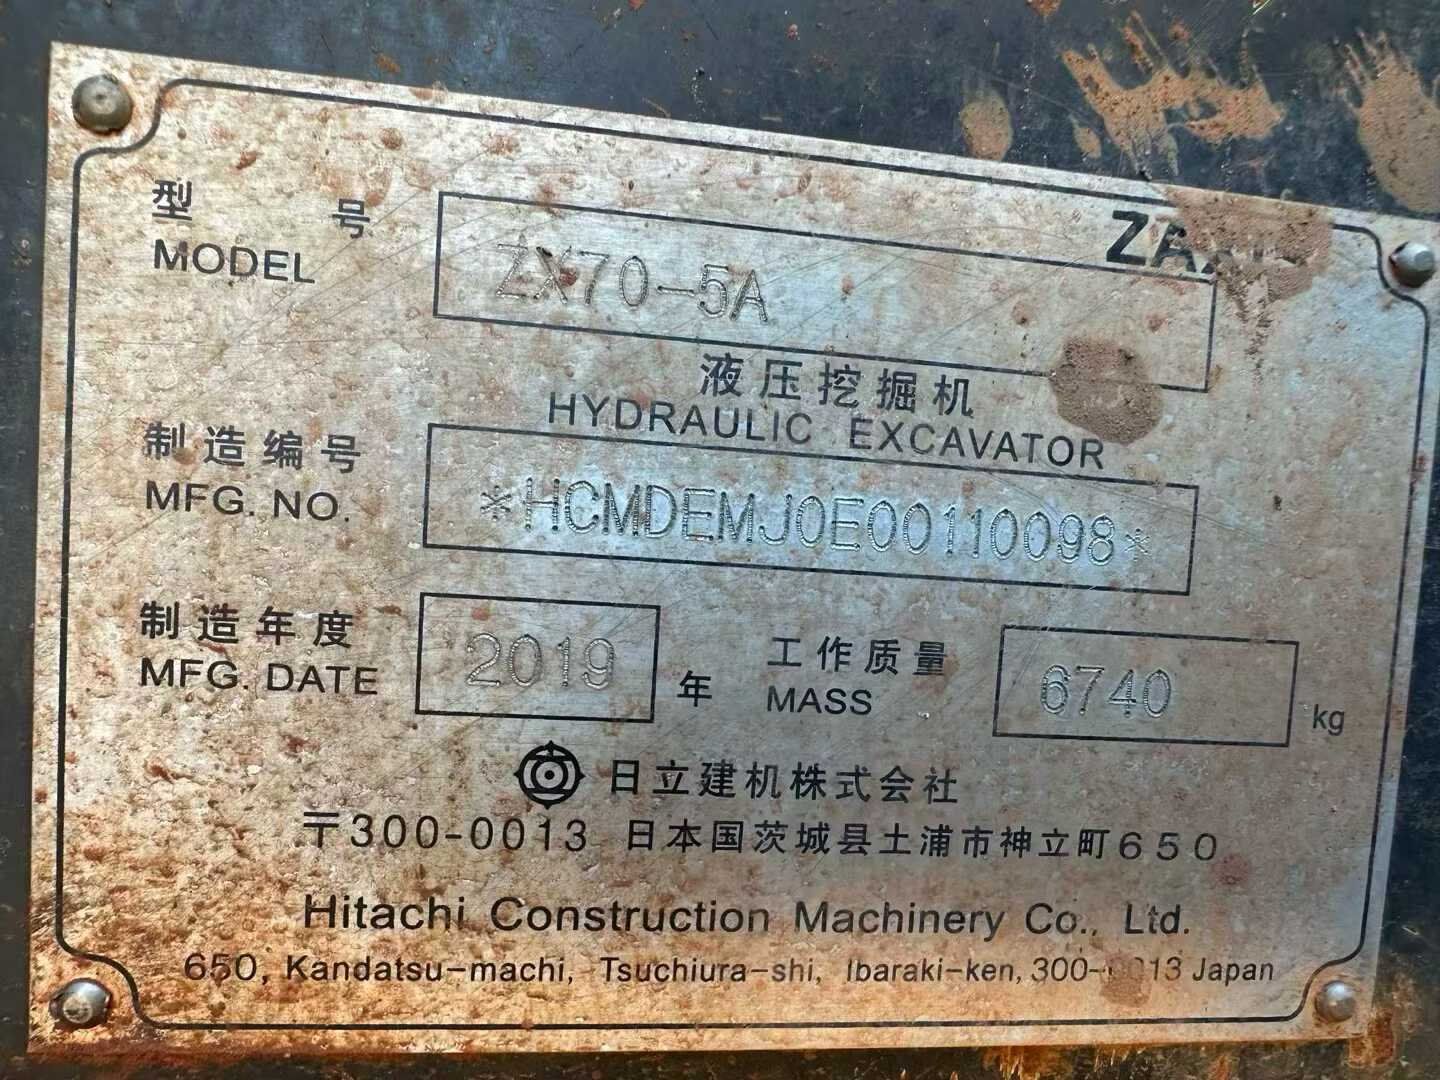 ZAX
型号 ZX70-5A
MODEL
液压挖掘机
HYDRAULIC EXCAVATOR
制造编号 *HCMDEMJ0E00110098*
MFG. NO.
制造年度 2019 年 工作质量 6740 kg
MFG. DATE MASS
日立建机株式会社
〒300-0013 日本国茨城县土浦市神立町650
Hitachi Construction Machinery Co., Ltd.
650, Kandatsu-machi, Tsuchiura-shi, Ibaraki-ken, 300- 013 Japan